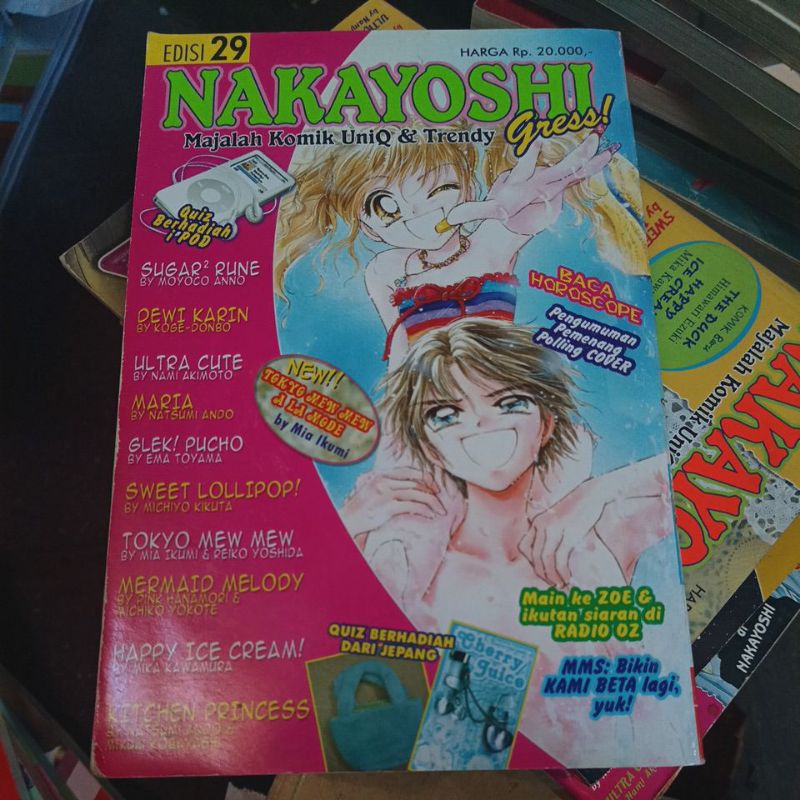 EDISI 29
HARGA Rp. 20.000,-
NAKAYOSHI
Gress!
Majalah Komik UniQ & Trendy
Quiz
Berhadiah
i'POD
SUGAR² RUNE
BY MOYOCO ANNO
DEWI KARIN
BY KOGE-DONBO
ULTRA CUTE
BY NAMI AKIMOTO
MARIA
BY NATSUMI ANDO
GLEK! PUCHO
BY EMA TOYAMA
SWEET LOLLIPOP!
BY MICHIYO KIKUTA
TOKYO MEW MEW
BY MIA IKUMI & REIKO YOSHIDA
MERMAID MELODY
BY PINK HANAMORI &
MICHIKO YOKOTE
HAPPY ICE CREAM!
BY MIKA KAWAMURA
KITCHEN PRINCESS
NEW!!
TOKYO MEW MEW
A LA MODE
by Mia Ikumi
BACA
HOROSCOPE
Pengumuman
Pemenang
Polling COVER
Main ke ZOE &
ikutan siaran di
RADIO OZ
MMS: Bikin
KAMI BETA lagi,
yuk!
QUIZ BERHADIAH
DARI JEPANG
Cherry
Juice
KOMIK Baru
THE DUCK
Himawari Ezuki
HAPPY
ICE CREAM
Majalah Komik
NAKAYOSHI